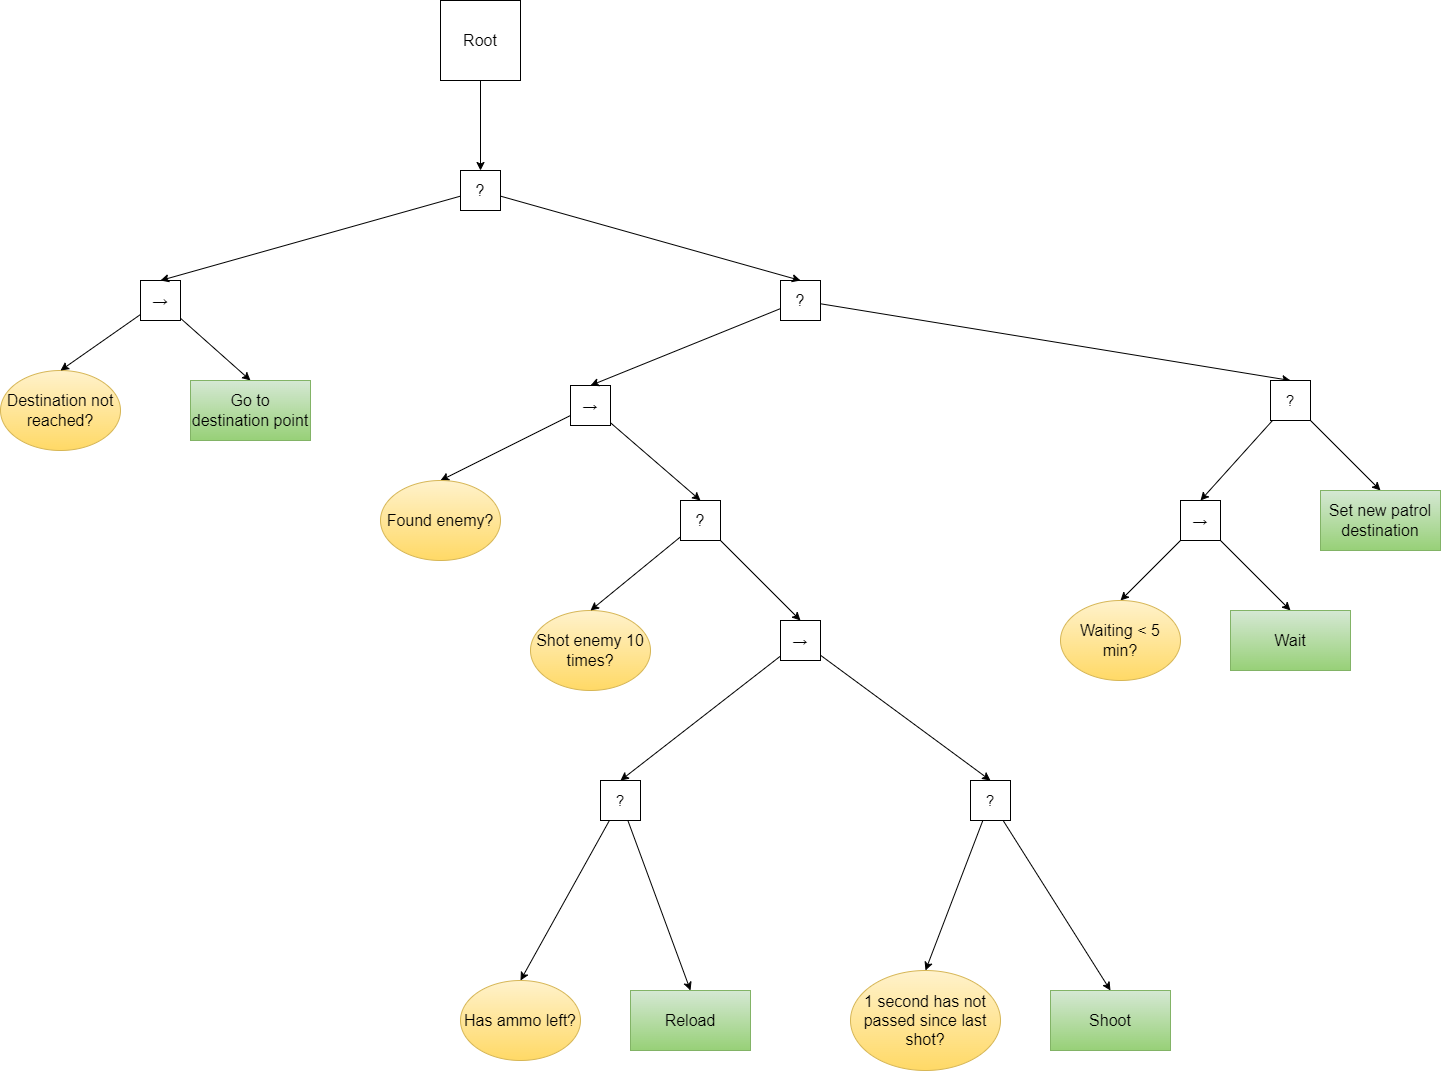 Root
?
→
?
Destination not
reached?
Go to
destination point
→
?
Found enemy?
?
→
Set new patrol
destination
Shot enemy 10
times?
→
Waiting < 5
min?
Wait
?
?
Has ammo left?
Reload
1 second has not
passed since last
shot?
Shoot